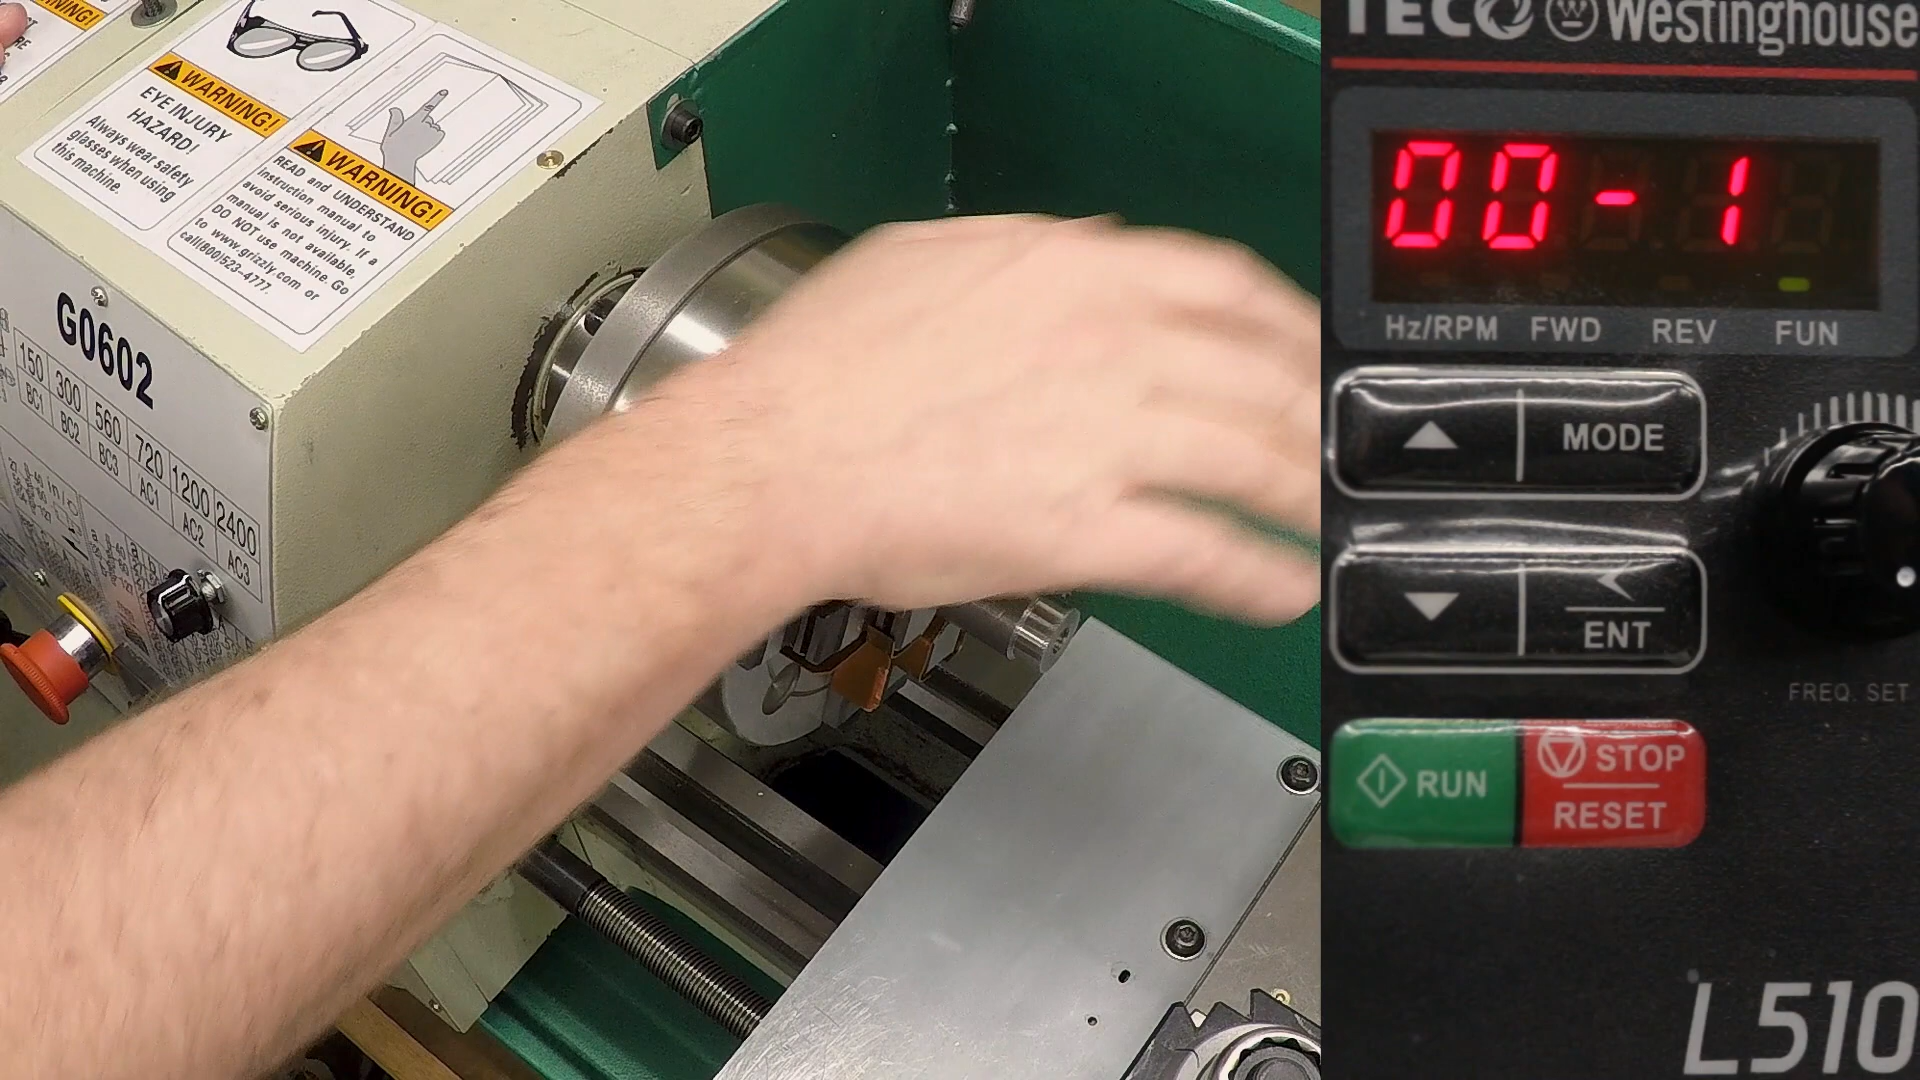 WARNING!
WARNING!
EYE INJURY
HAZARD!
Always wear safety
glasses when using
this machine.
WARNING!
READ and UNDERSTAND
instruction manual to
avoid serious injury. If a
manual is not available,
DO NOT use machine. Go
to www.grizzly.com or
call(800)523-4777.
G0602
150 300 560 720 1200 2400
BC1 BC2 BC3 AC1 AC2 AC3
TECO Westinghouse
00-1
Hz/RPM FWD REV FUN
MODE
ENT
FREQ. SET
RUN
STOP
RESET
L510